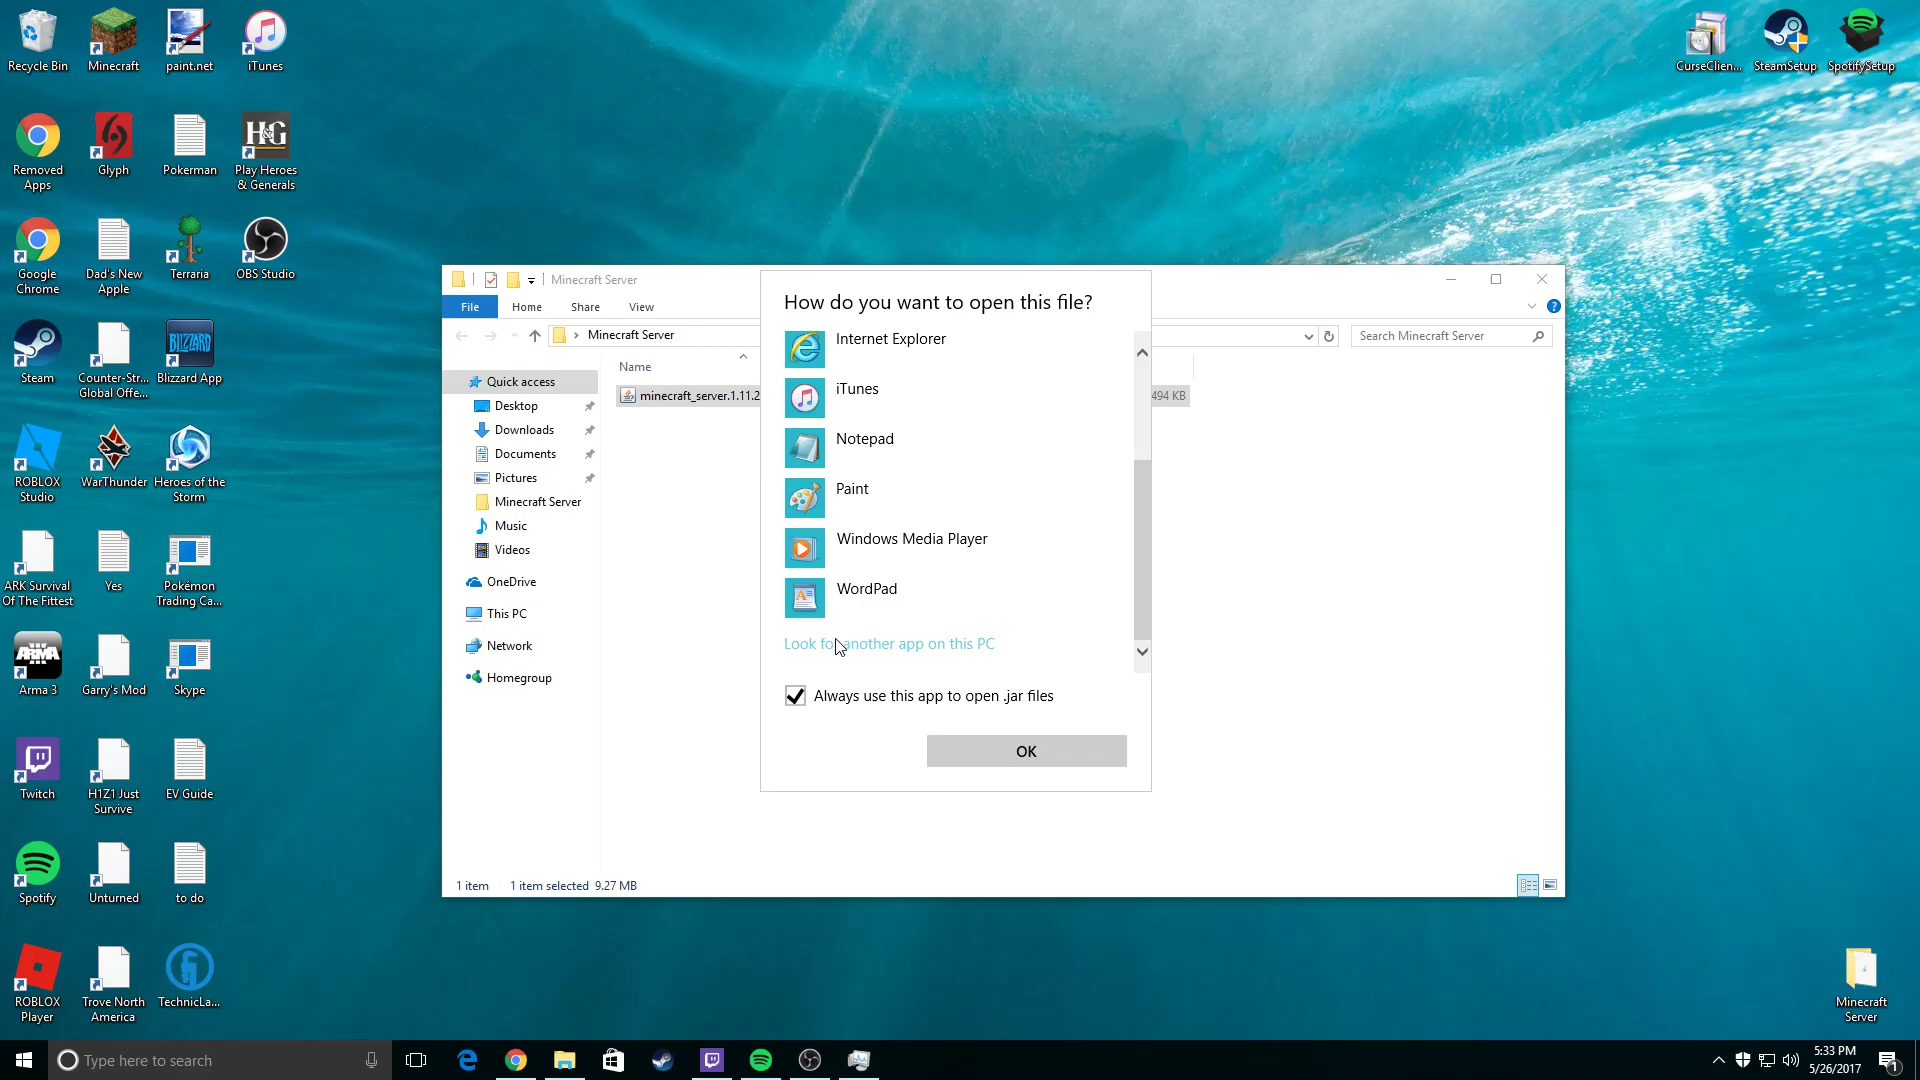 Recycle Bin
Minecraft
paint.net
iTunes
CurseClien...
SteamSetup
SpotifySetup
Removed
Apps
Glyph
Pokerman
H&G
Play Heroes
& Generals
Google
Chrome
Dad's New
Apple
Terraria
OBS Studio
Steam
Counter-Str...
Global Offe...
BLIZZARD
Blizzard App
ROBLOX
Studio
WarThunder
Heroes of the
Storm
ARK Survival
Of The Fittest
Yes
Pokémon
Trading Ca...
ARMA
Arma 3
Garry's Mod
Skype
Twitch
H1Z1 Just
Survive
EV Guide
Spotify
Unturned
to do
ROBLOX
Player
Trove North
America
TechnicLa...
Minecraft
Server
Minecraft Server
File
Home
Share
View
Minecraft Server
Search Minecraft Server
Name
minecraft_server.1.11.2
494 KB
Quick access
Desktop
Downloads
Documents
Pictures
Minecraft Server
Music
Videos
OneDrive
This PC
Network
Homegroup
1 item
1 item selected 9.27 MB
How do you want to open this file?
Internet Explorer
iTunes
Notepad
Paint
Windows Media Player
WordPad
Look for another app on this PC
Always use this app to open .jar files
OK
Type here to search
5:33 PM
5/26/2017
1